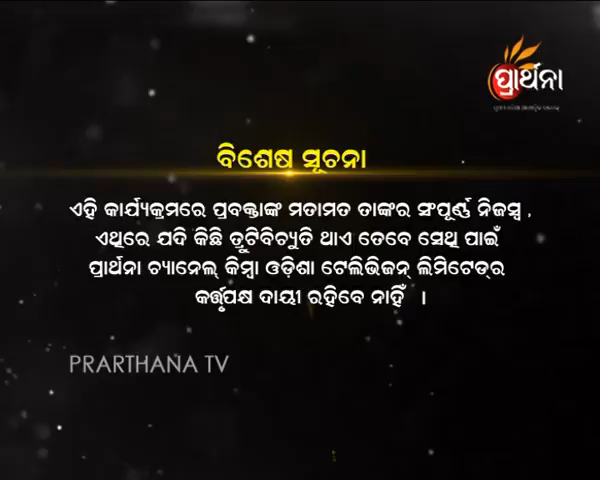 ପ୍ରାର୍ଥନା
ବିଶେଷ ସୂଚନା
ଏହି କାର୍ଯ୍ୟକ୍ରମରେ ପ୍ରବକ୍ତାଙ୍କ ମତାମତ ତାଙ୍କର ସଂପୂର୍ଣ୍ଣ ନିଜସ୍ୱ ,
ଏଥିରେ ଯଦି କିଛି ତ୍ରୁଟିବିଚ୍ୟୁତି ଥାଏ ତେବେ ସେଥି ପାଇଁ
ପ୍ରାର୍ଥନା ଚ୍ୟାନେଲ୍ କିମ୍ବା ଓଡ଼ିଶା ଟେଲିଭିଜନ୍ ଲିମିଟେଡ୍‌ର
କର୍ତ୍ତୃପକ୍ଷ ଦାୟୀ ରହିବେ ନାହିଁ ।
PRARTHANA TV